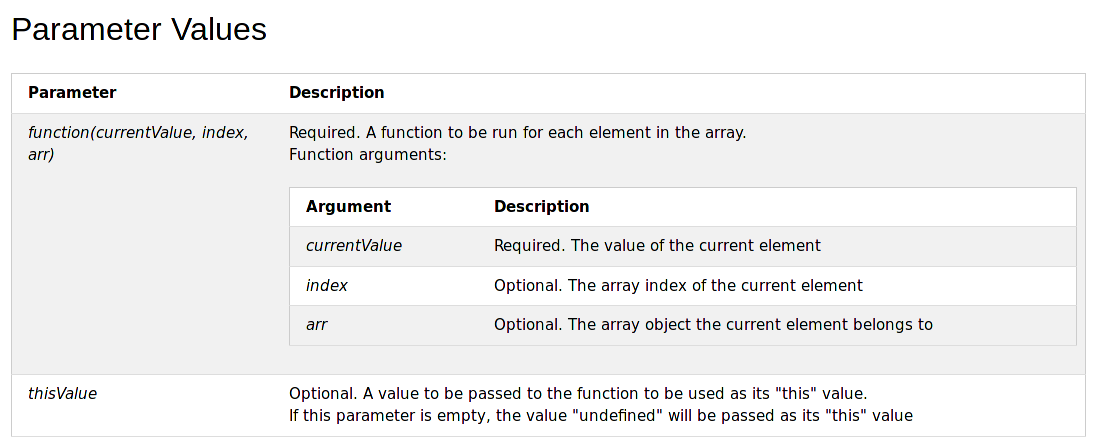 Parameter Values
Parameter Description
function(currentValue, index, Required. A function to be run for each element in the array.
arr) Function arguments:
Argument Description
currentValue Required. The value of the current element
index Optional. The array index of the current element
arr Optional. The array object the current element belongs to
thisValue Optional. A value to be passed to the function to be used as its "this" value.
If this parameter is empty, the value "undefined" will be passed as its "this" value